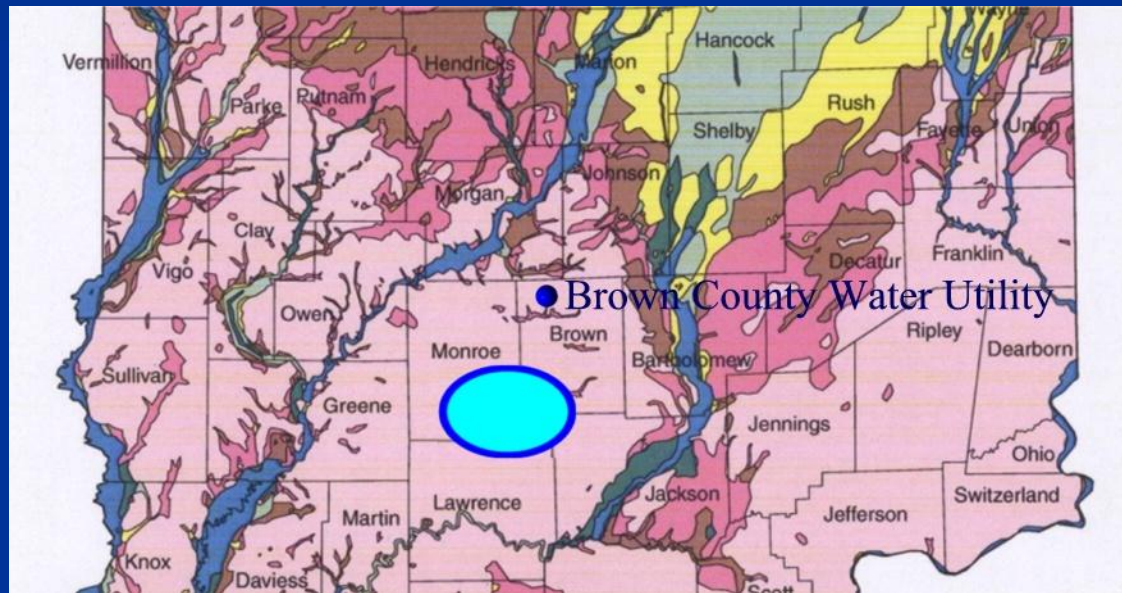 Wayne
Hancock
Vermillion
Hendricks
Marion
Parke
Putnam
Rush
Shelby
Fayette
Union
Johnson
Morgan
Clay
Franklin
Decatur
Vigo
Brown County Water Utility
Owen
Ripley
Brown
Monroe
Dearborn
Bartholomew
Sullivan
Greene
Jennings
Ohio
Jackson
Switzerland
Lawrence
Jefferson
Martin
Knox
Daviess
Scott